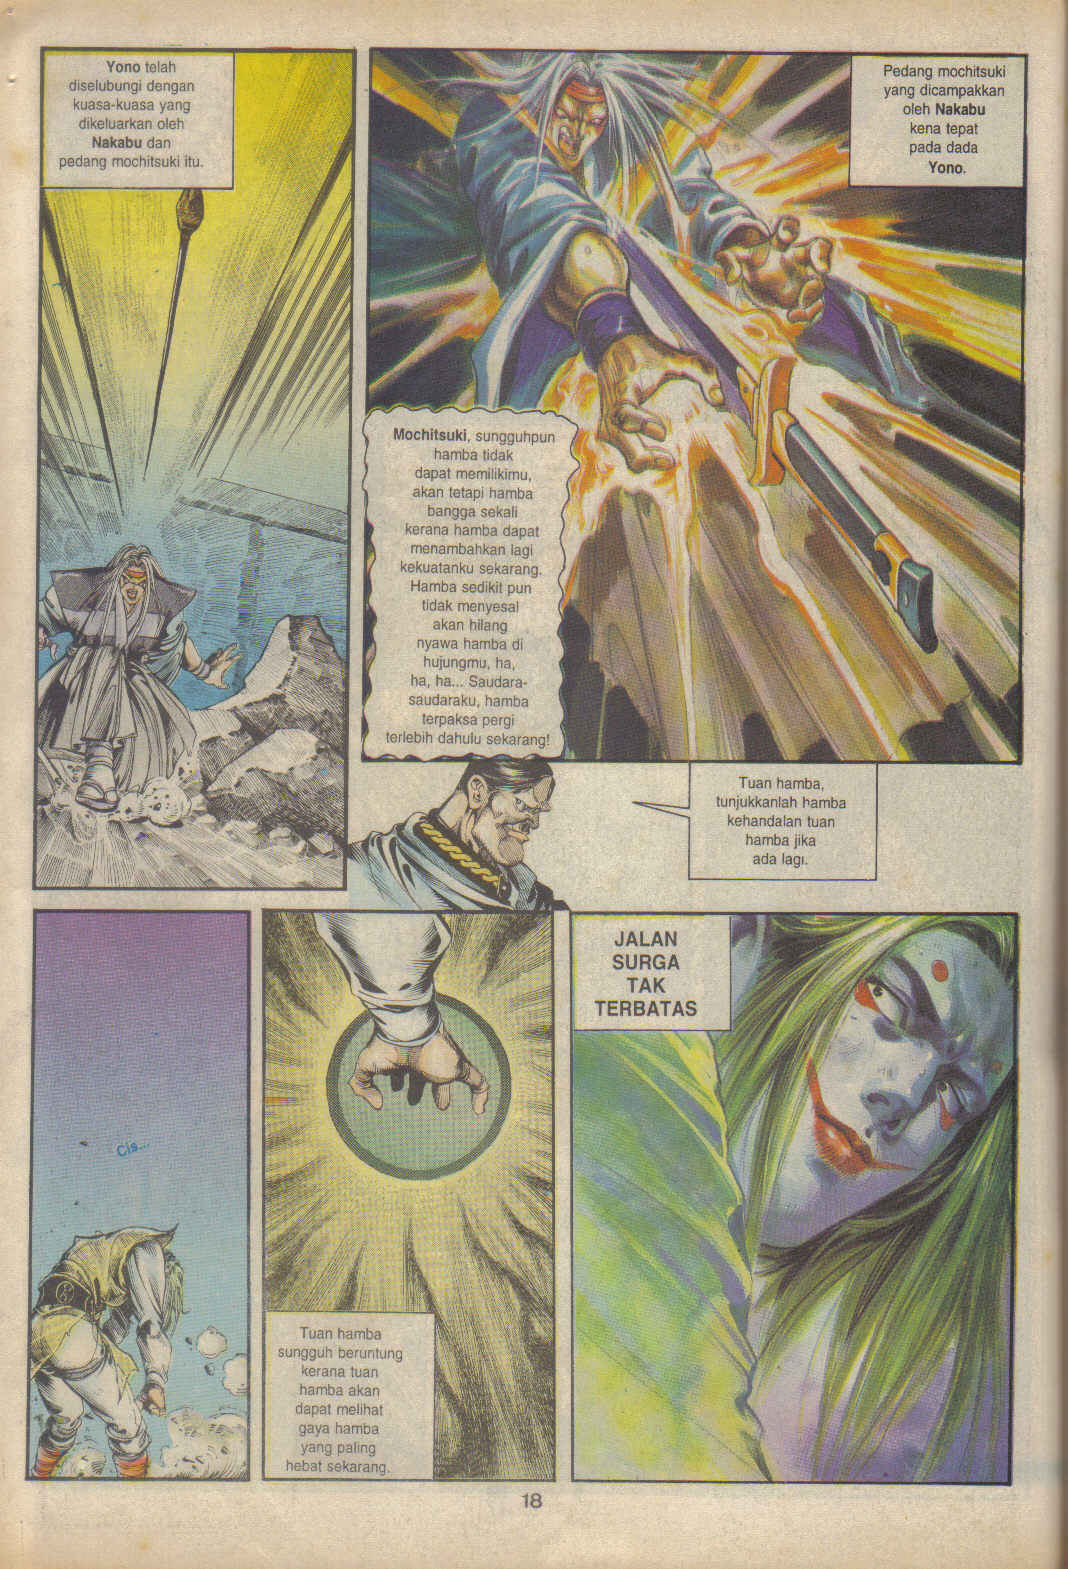 Yono telah
diselubungi dengan
kuasa-kuasa yang
dikeluarkan oleh
Nakabu dan
pedang mochitsuki itu.
Pedang mochitsuki
yang dicampakkan
oleh Nakabu
kena tepat
pada dada
Yono.
Mochitsuki, sungguhpun
hamba tidak
dapat memilikimu,
akan tetapi hamba
bangga sekali
kerana hamba dapat
menambahkan lagi
kekuatanku sekarang.
Hamba sedikit pun
tidak menyesal
akan hilang
nyawa hamba di
hujungmu, ha,
ha, ha... Saudara-
saudaraku, hamba
terpaksa pergi
terlebih dahulu sekarang!
Tuan hamba,
tunjukkanlah hamba
kehandalan tuan
hamba jika
ada lagi.
Cis...
Tuan hamba
sungguh beruntung
kerana tuan
hamba akan
dapat melihat
gaya hamba
yang paling
hebat sekarang.
JALAN
SURGA
TAK
TERBATAS
18